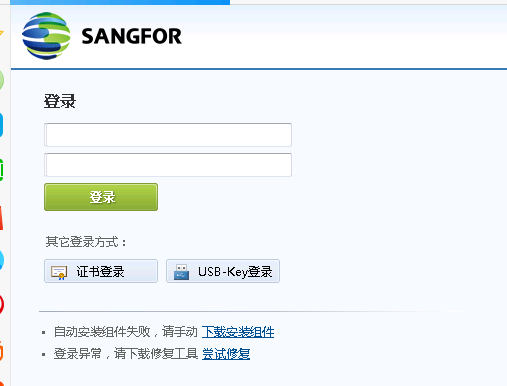 SANGFOR
登录
登录
其它登录方式：
证书登录 USB-Key登录
自动安装组件失败，请手动 下载安装组件
登录异常，请下载修复工具 尝试修复